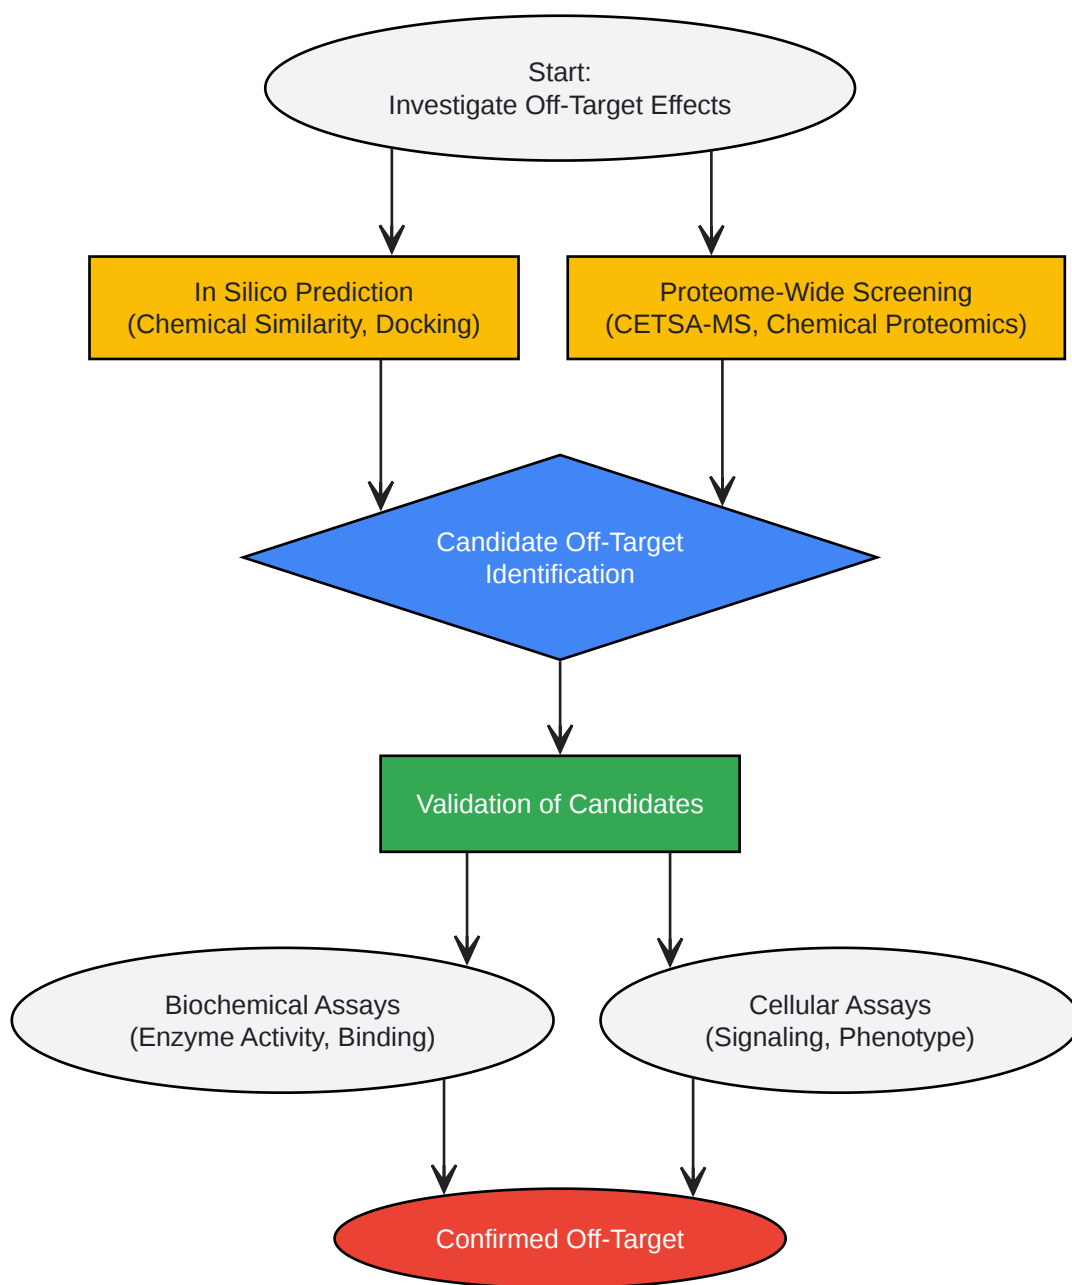 Start:
Investigate Off-Target Effects
In Silico Prediction
(Chemical Similarity, Docking)
Proteome-Wide Screening
(CETSA-MS, Chemical Proteomics)
Candidate Off-Target
Identification
Validation of Candidates
Biochemical Assays
(Enzyme Activity, Binding)
Cellular Assays
(Signaling, Phenotype)
Confirmed Off-Target